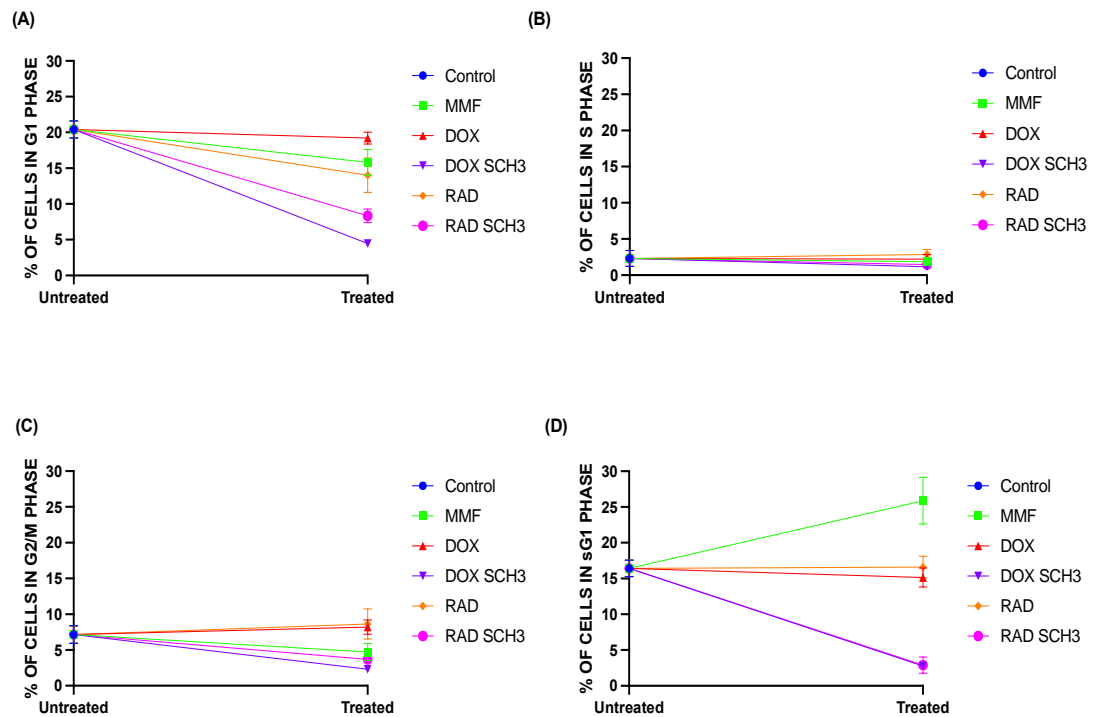 (A)
% OF CELLS IN G1 PHASE
30
25
20
15
10
5
0
Untreated
Treated
Control
MMF
DOX
DOX SCH3
RAD
RAD SCH3
(B)
% OF CELLS IN S PHASE
30
25
20
15
10
5
0
Untreated
Treated
Control
MMF
DOX
DOX SCH3
RAD
RAD SCH3
(C)
% OF CELLS IN G2/M PHASE
30
25
20
15
10
5
0
Untreated
Treated
Control
MMF
DOX
DOX SCH3
RAD
RAD SCH3
(D)
% OF CELLS IN sG1 PHASE
30
25
20
15
10
5
0
Untreated
Treated
Control
MMF
DOX
DOX SCH3
RAD
RAD SCH3